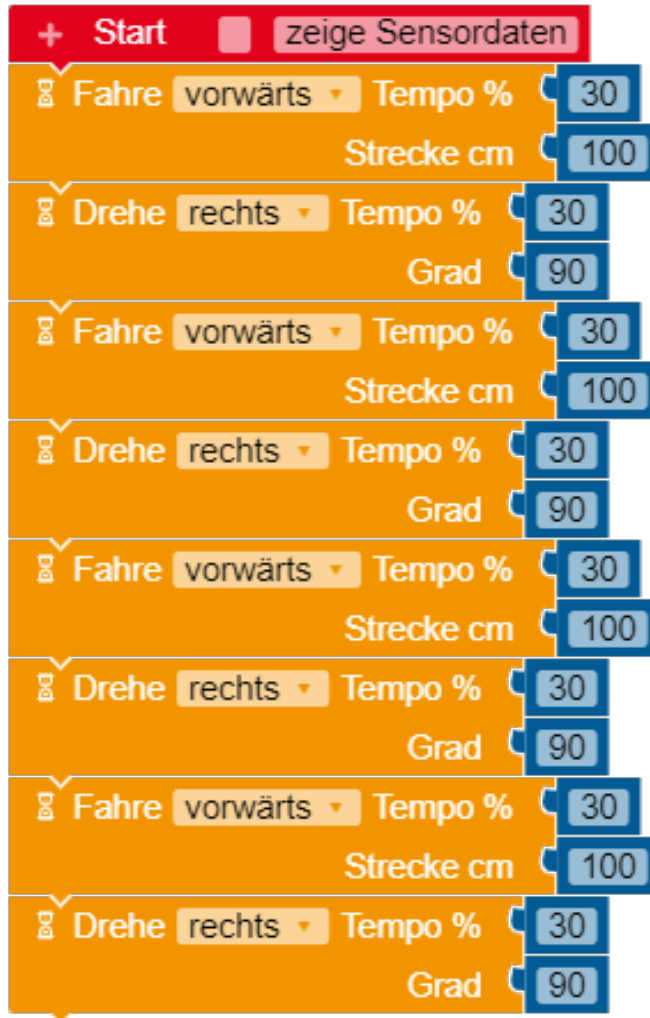 + Start zeige Sensordaten
Fahre vorwärts Tempo % 30
Strecke cm 100
Drehe rechts Tempo % 30
Grad 90
Fahre vorwärts Tempo % 30
Strecke cm 100
Drehe rechts Tempo % 30
Grad 90
Fahre vorwärts Tempo % 30
Strecke cm 100
Drehe rechts Tempo % 30
Grad 90
Fahre vorwärts Tempo % 30
Strecke cm 100
Drehe rechts Tempo % 30
Grad 90